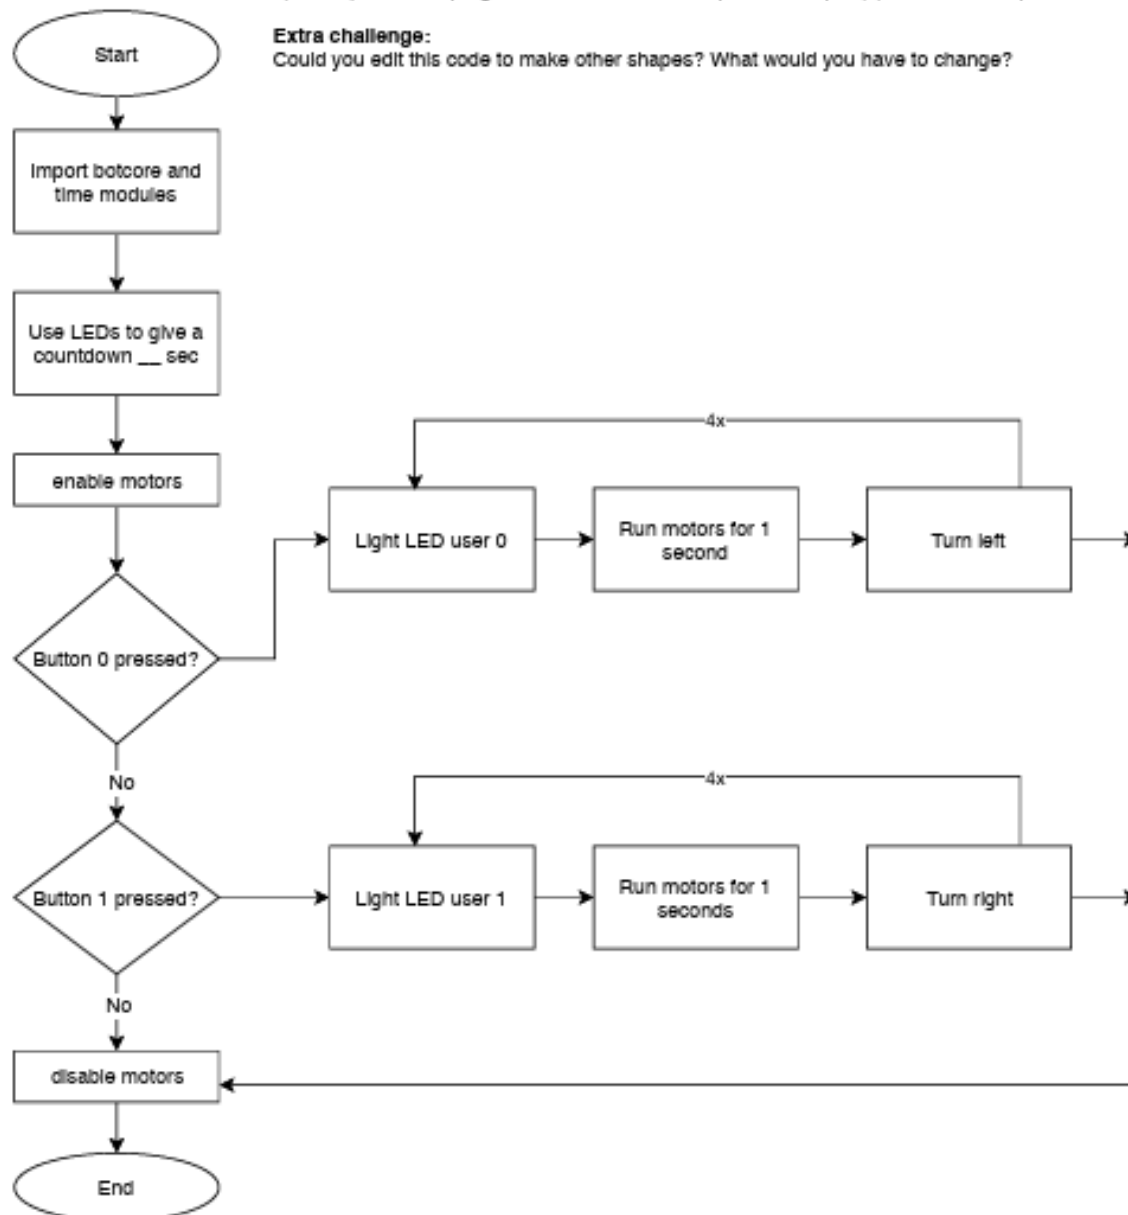 Start
Extra challenge:
Could you edit this code to make other shapes? What would you have to change?
Import botcore and
time modules
Use LEDs to give a
countdown __ sec
enable motors
4x
Light LED user 0
Run motors for 1
second
Turn left
Button 0 pressed?
No
4x
Light LED user 1
Run motors for 1
seconds
Turn right
Button 1 pressed?
No
disable motors
End